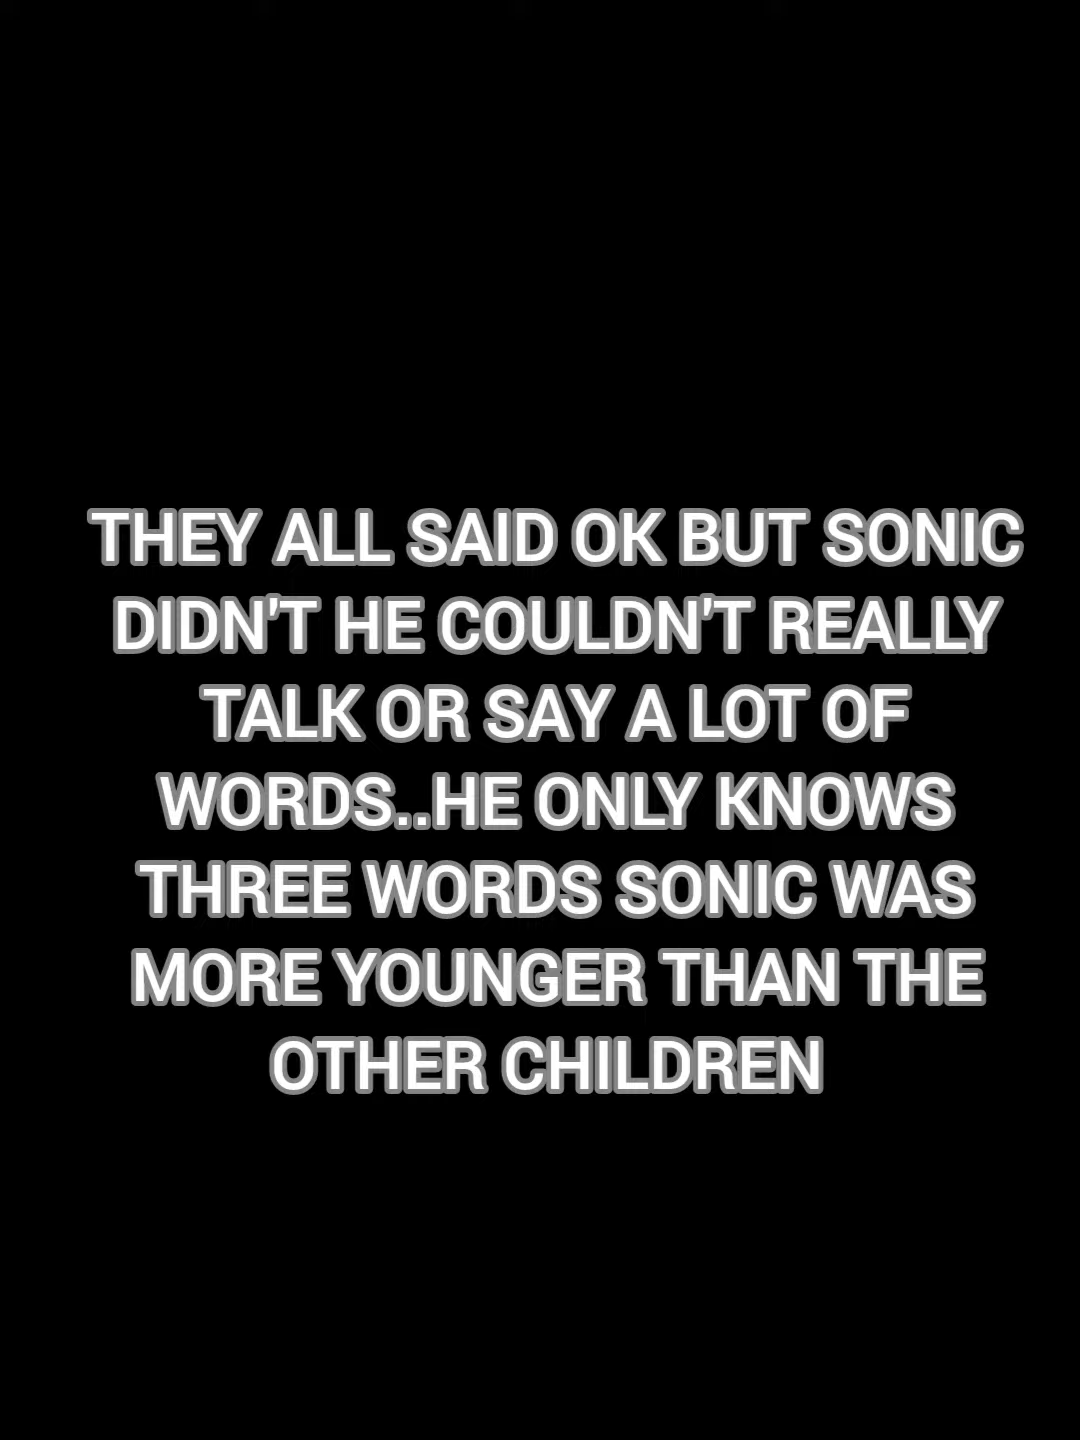 THEY ALL SAID OK BUT SONIC
DIDN'T HE COULDN'T REALLY
TALK OR SAY A LOT OF
WORDS..HE ONLY KNOWS
THREE WORDS SONIC WAS
MORE YOUNGER THAN THE
OTHER CHILDREN